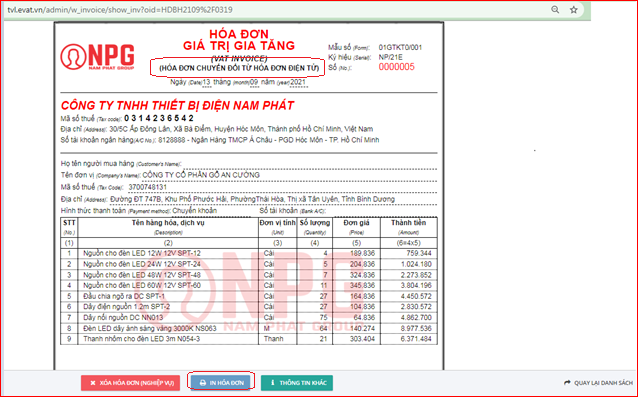 tvl.evat.vn/admin/w_invoice/show_inv?oid=HDBH2109%2F0319
NPG
NAM PHAT GROUP
HÓA ĐƠN
GIÁ TRỊ GIA TĂNG
(VAT INVOICE)
(HÓA ĐƠN CHUYỂN ĐỔI TỪ HÓA ĐƠN ĐIỆN TỬ)
Ngày (Date) 13 tháng (month) 09 năm (year) 2021
Mẫu số (Form): 01GTKT0/001
Ký hiệu (Serial): NP/21E
Số (No.): 0000005
CÔNG TY TNHH THIẾT BỊ ĐIỆN NAM PHÁT
Mã số thuế (Tax code): 0 3 1 4 2 3 6 5 4 2
Địa chỉ (Address): 30/5C Ấp Đông Lân, Xã Bà Điểm, Huyện Hóc Môn, Thành phố Hồ Chí Minh, Việt Nam
Số tài khoản ngân hàng (A/C No.): 8128888 - Ngân Hàng TMCP Á Châu - PGD Hóc Môn - TP. Hồ Chí Minh
Họ tên người mua hàng (Customer's Name):
Tên đơn vị (Company's Name): CÔNG TY CỔ PHẦN GỖ AN CƯỜNG
Mã số thuế (Tax Code): 3700748131
Địa chỉ (Address): Đường ĐT 747B, Khu Phố Phước Hải, PhườngThái Hòa, Thị xã Tân Uyên, Tỉnh Bình Dương
Hình thức thanh toán (Payment method): Chuyển khoản Số tài khoản (Bank A/C):
STT (No.) Tên hàng hóa, dịch vụ (Description) Đơn vị tính (Unit) Số lượng (Quantity) Đơn giá (Price) Thành tiền (Amount)
(1) (2) (3) (4) (5) (6=4x5)
1 Nguồn cho đèn LED 12W 12V SPT-12 Cái 4 189.836 759.344
2 Nguồn cho đèn LED 24W 12V SPT-24 Cái 5 204.836 1.024.180
3 Nguồn cho đèn LED 48W 12V SPT-48 Cái 7 324.836 2.273.852
4 Nguồn cho đèn LED 60W 12V SPT-60 Cái 11 345.836 3.804.196
5 Đầu chia ngõ ra DC SPT-1 Cái 27 164.836 4.450.572
6 Dây điện nguồn 1.2m SPT-2 Cái 27 104.836 2.830.572
7 Dây nối nguồn DC NN013 Cái 75 64.836 4.862.700
8 Đèn LED dây ánh sáng vàng 3000K NS063 M 64 140.274 8.977.536
9 Thanh nhôm cho đèn LED 3m N054-3 Thanh 21 303.404 6.371.484
NPG
NAM PHAT GROUP
XÓA HÓA ĐƠN (NGHIỆP VỤ)
IN HÓA ĐƠN
THÔNG TIN KHÁC
QUAY LẠI DANH SÁCH